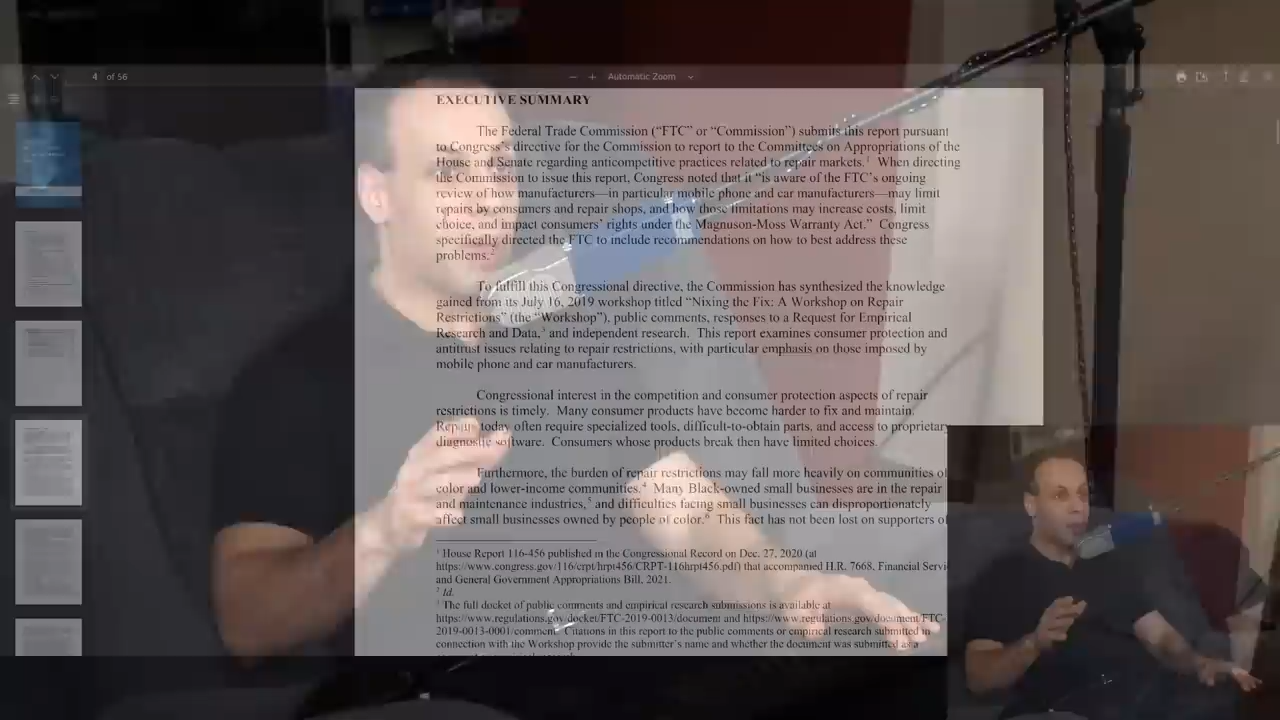 4 of 56
Automatic Zoom
EXECUTIVE SUMMARY
The Federal Trade Commission (“FTC” or “Commission”) submits this report pursuant
to Congress’s directive for the Commission to report to the Committees on Appropriations of the
House and Senate regarding anticompetitive practices related to repair markets.1 When directing
the Commission to issue this report, Congress noted that it “is aware of the FTC’s ongoing
review of how manufacturers—in particular mobile phone and car manufacturers—may limit
repairs by consumers and repair shops, and how those limitations may increase costs, limit
choice, and impact consumers’ rights under the Magnuson-Moss Warranty Act.” Congress
specifically directed the FTC to include recommendations on how to best address these
problems.2
To fulfill this Congressional directive, the Commission has synthesized the knowledge
gained from its July 16, 2019 workshop titled “Nixing the Fix: A Workshop on Repair
Restrictions” (the “Workshop”), public comments, responses to a Request for Empirical
Research and Data,3 and independent research. This report examines consumer protection and
antitrust issues relating to repair restrictions, with particular emphasis on those imposed by
mobile phone and car manufacturers.
Congressional interest in the competition and consumer protection aspects of repair
restrictions is timely. Many consumer products have become harder to fix and maintain.
Repairs today often require specialized tools, difficult-to-obtain parts, and access to proprietary
diagnostic software. Consumers whose products break then have limited choices.
Furthermore, the burden of repair restrictions may fall more heavily on communities of
color and lower-income communities.4 Many Black-owned small businesses are in the repair
and maintenance industries,5 and difficulties facing small businesses can disproportionately
affect small businesses owned by people of color.6 This fact has not been lost on supporters of
1 House Report 116-456 published in the Congressional Record on Dec. 27, 2020 (at
https://www.congress.gov/116/crpt/hrpt456/CRPT-116hrpt456.pdf) that accompanied H.R. 7668, Financial Servi
and General Government Appropriations Bill, 2021.
2 Id.
3 The full docket of public comments and empirical research submissions is available at
https://www.regulations.gov/docket/FTC-2019-0013/document and https://www.regulations.gov/document/FTC-
2019-0013-0001/comment. Citations in this report to the public comments or empirical research submitted in
connection with the Workshop provide the submitter’s name and whether the document was submitted as a